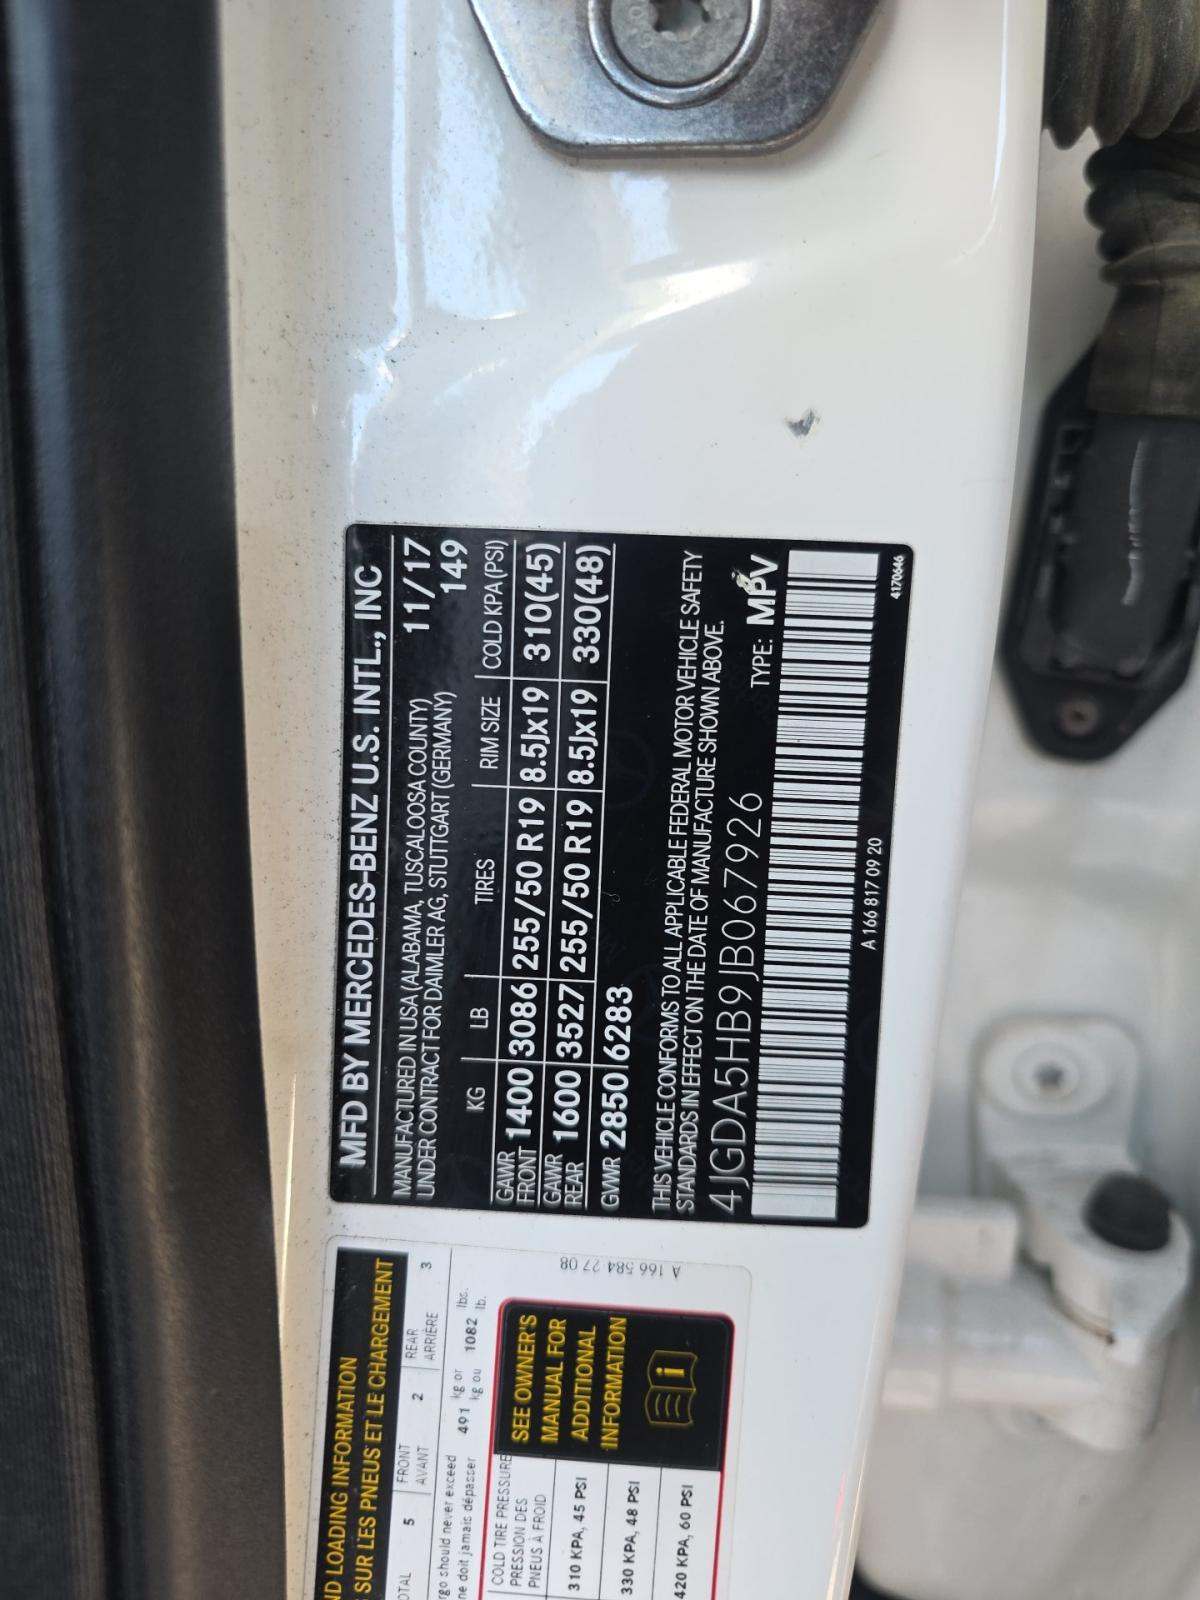 MFD BY MERCEDES-BENZ U.S. INTL., INC
MANUFACTURED IN USA (ALABAMA, TUSCALOOSA COUNTY) 11/17
UNDER CONTRACT FOR DAIMLER AG, STUTTGART (GERMANY) 149
KG LB TIRES RIM SIZE COLD KPA (PSI)
GAWR FRONT 1400 3086 255/50 R19 8.5Jx19 310(45)
GAWR REAR 1600 3527 255/50 R19 8.5Jx19 330(48)
GVWR 2850 6283
THIS VEHICLE CONFORMS TO ALL APPLICABLE FEDERAL MOTOR VEHICLE SAFETY
STANDARDS IN EFFECT ON THE DATE OF MANUFACTURE SHOWN ABOVE.
4JGDA5HB9JB067926 TYPE: MPV
A 166 817 09 20 4170646
LOADING INFORMATION
SUR LES PNEUS ET LE CHARGEMENT
5 FRONT 2 REAR 3
AVANT ARRIÈRE
should never exceed 491 kg or 1082 lbs.
ne doit jamais dépasser kg ou lb.
COLD TIRE PRESSURE
PRESSION DES
PNEUS À FROID
310 KPA, 45 PSI
330 KPA, 48 PSI
420 KPA, 60 PSI
SEE OWNER'S
MANUAL FOR
ADDITIONAL
INFORMATION
A 166 584 27 08